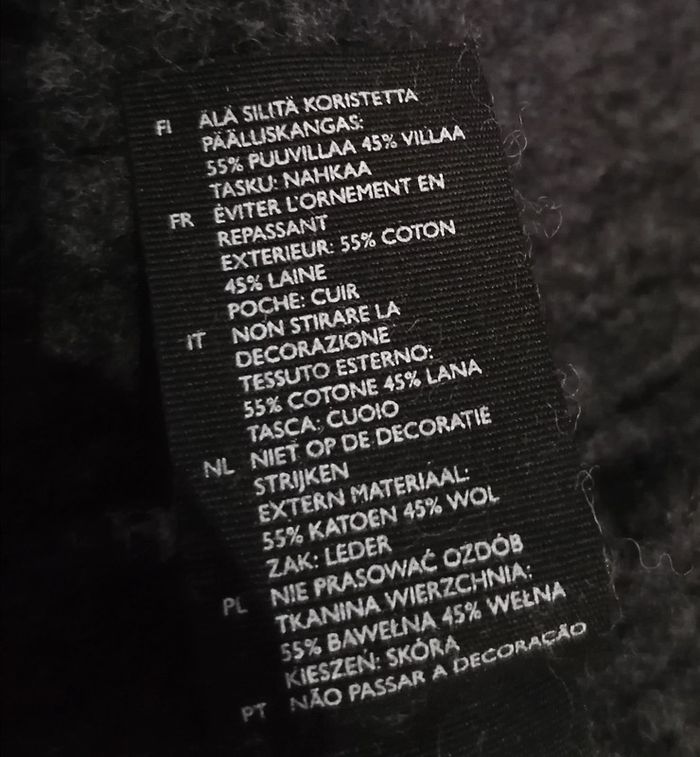 FI ÄLÄ SILITÄ KORISTETTA
PÄÄLLISKANGAS:
55% PUUVILLAA 45% VILLAA
TASKU: NAHKAA
FR ÉVITER L'ORNEMENT EN
REPASSANT
EXTERIEUR: 55% COTON
45% LAINE
POCHE: CUIR
IT NON STIRARE LA
DECORAZIONE
TESSUTO ESTERNO:
55% COTONE 45% LANA
TASCA: CUOIO
NL NIET OP DE DECORATIE
STRIJKEN
EXTERN MATERIAAL:
55% KATOEN 45% WOL
ZAK: LEDER
PL NIE PRASOWAĆ OZDÓB
TKANINA WIERZCHNIA:
55% BAWEŁNA 45% WEŁNA
KIESZEŃ: SKÓRA
PT NÃO PASSAR A DECORAÇÃO